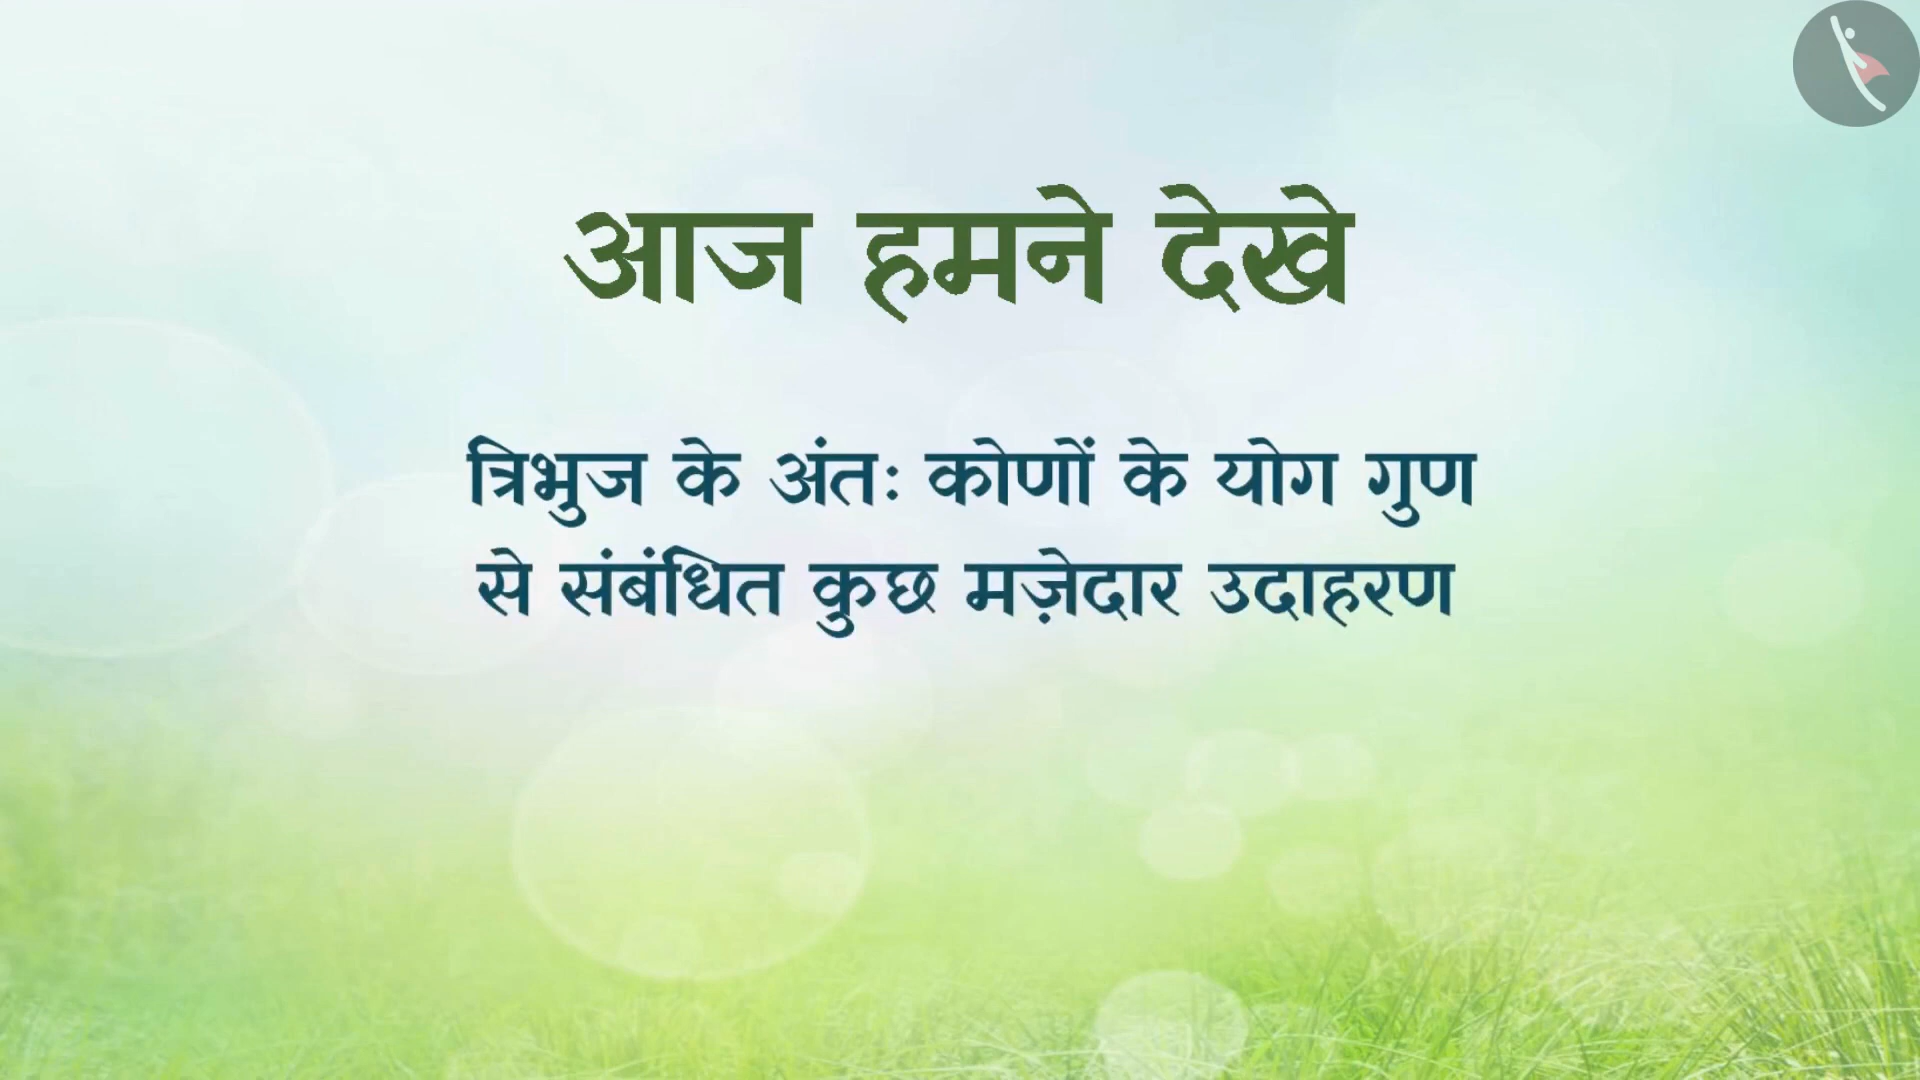 आज हमने देखे
त्रिभुज के अंतः कोणों के योग गुण
से संबंधित कुछ मज़ेदार उदाहरण